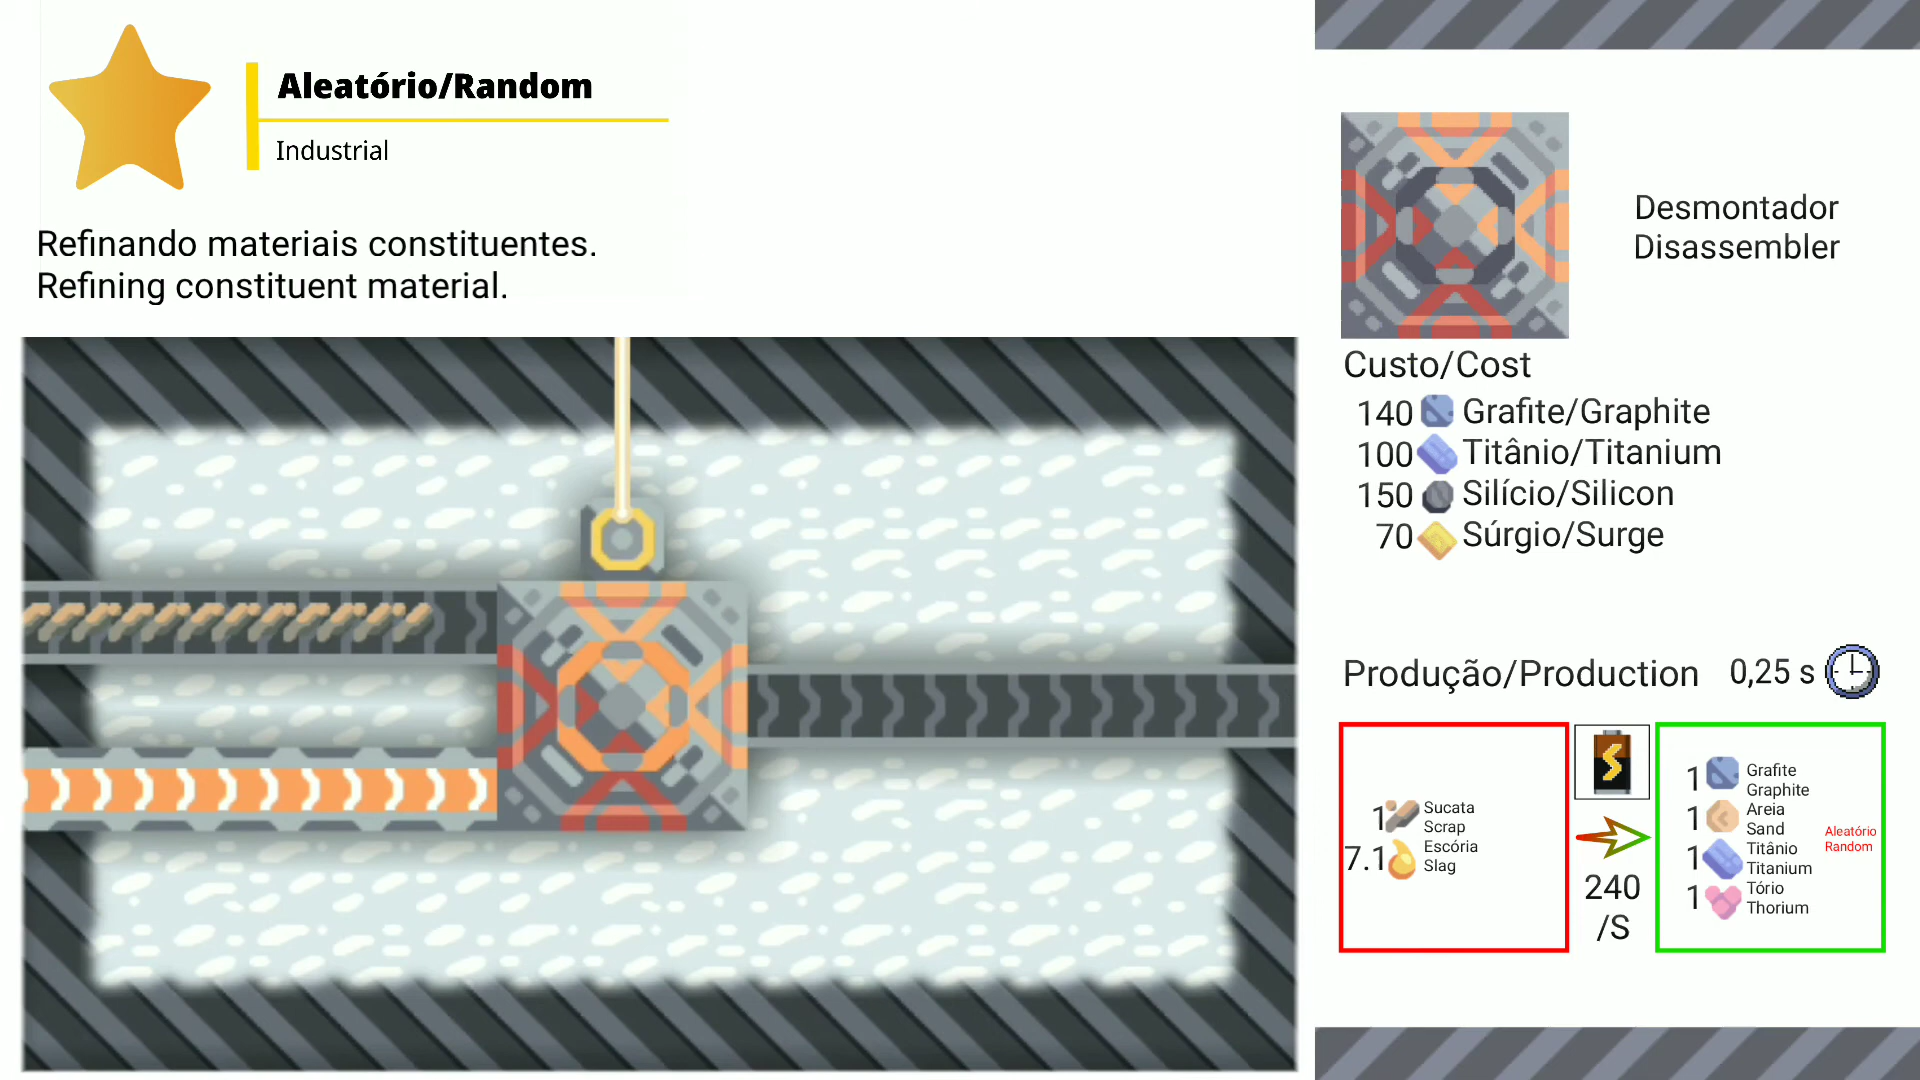 Aleatório/Random
Industrial
Refinando materiais constituentes.
Refining constituent material.
Desmontador
Disassembler
Custo/Cost
140 Grafite/Graphite
100 Titânio/Titanium
150 Silício/Silicon
70 Súrgio/Surge
Produção/Production 0,25 s
1 Sucata
Scrap
7.1 Escória
Slag
240
/S
1 Grafite
Graphite
1 Areia
Sand
1 Titânio
Titanium
1 Tório
Thorium
Aleatório
Random